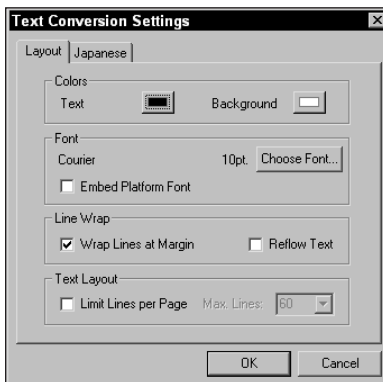 Text Conversion Settings
Layout Japanese
Colors
Text Background
Font
Courier 10pt. Choose Font...
Embed Platform Font
Line Wrap
Wrap Lines at Margin Reflow Text
Text Layout
Limit Lines per Page Max. Lines: 60
OK Cancel